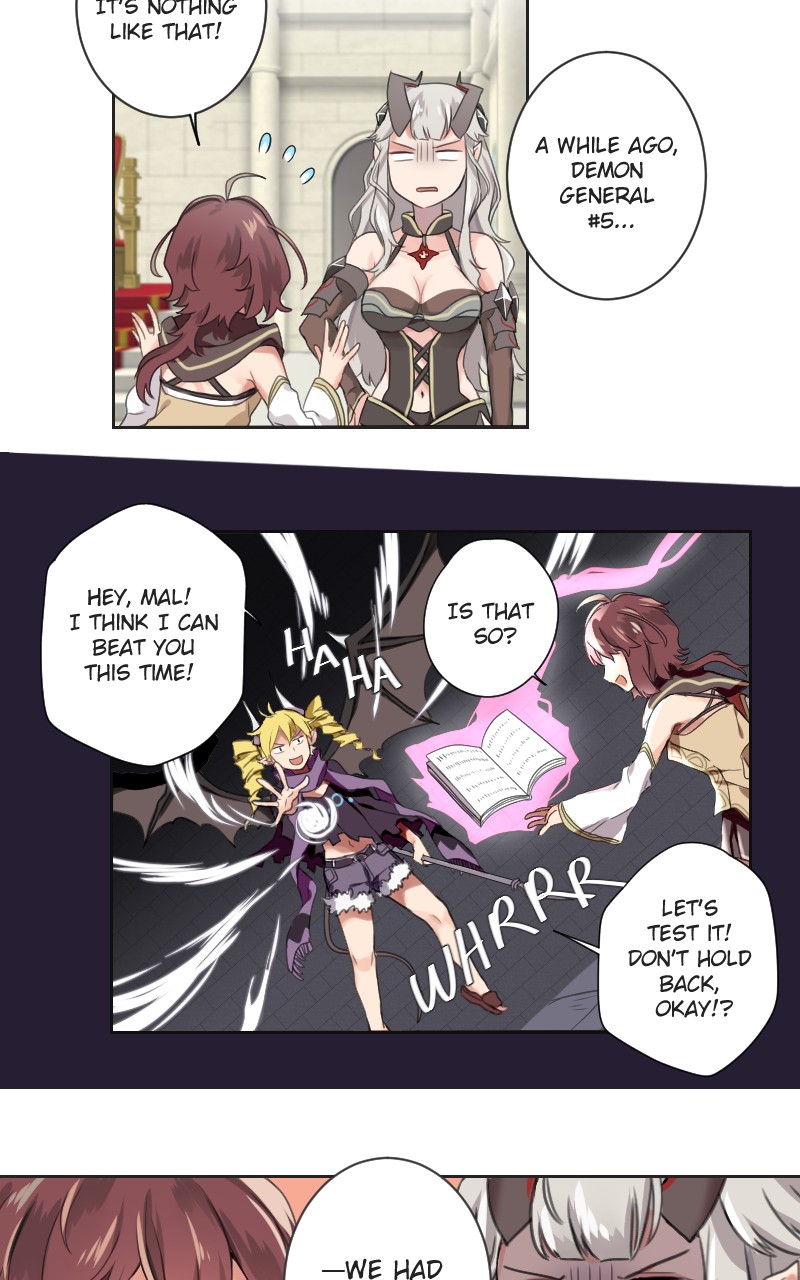 IT'S NOTHING
LIKE THAT!
A WHILE AGO,
DEMON
GENERAL
#5...
HEY, MAL!
I THINK I CAN
BEAT YOU
THIS TIME!
HA HA
IS THAT
SO?
WHRRR
LET'S
TEST IT!
DON'T HOLD
BACK,
OKAY!?
—WE HAD